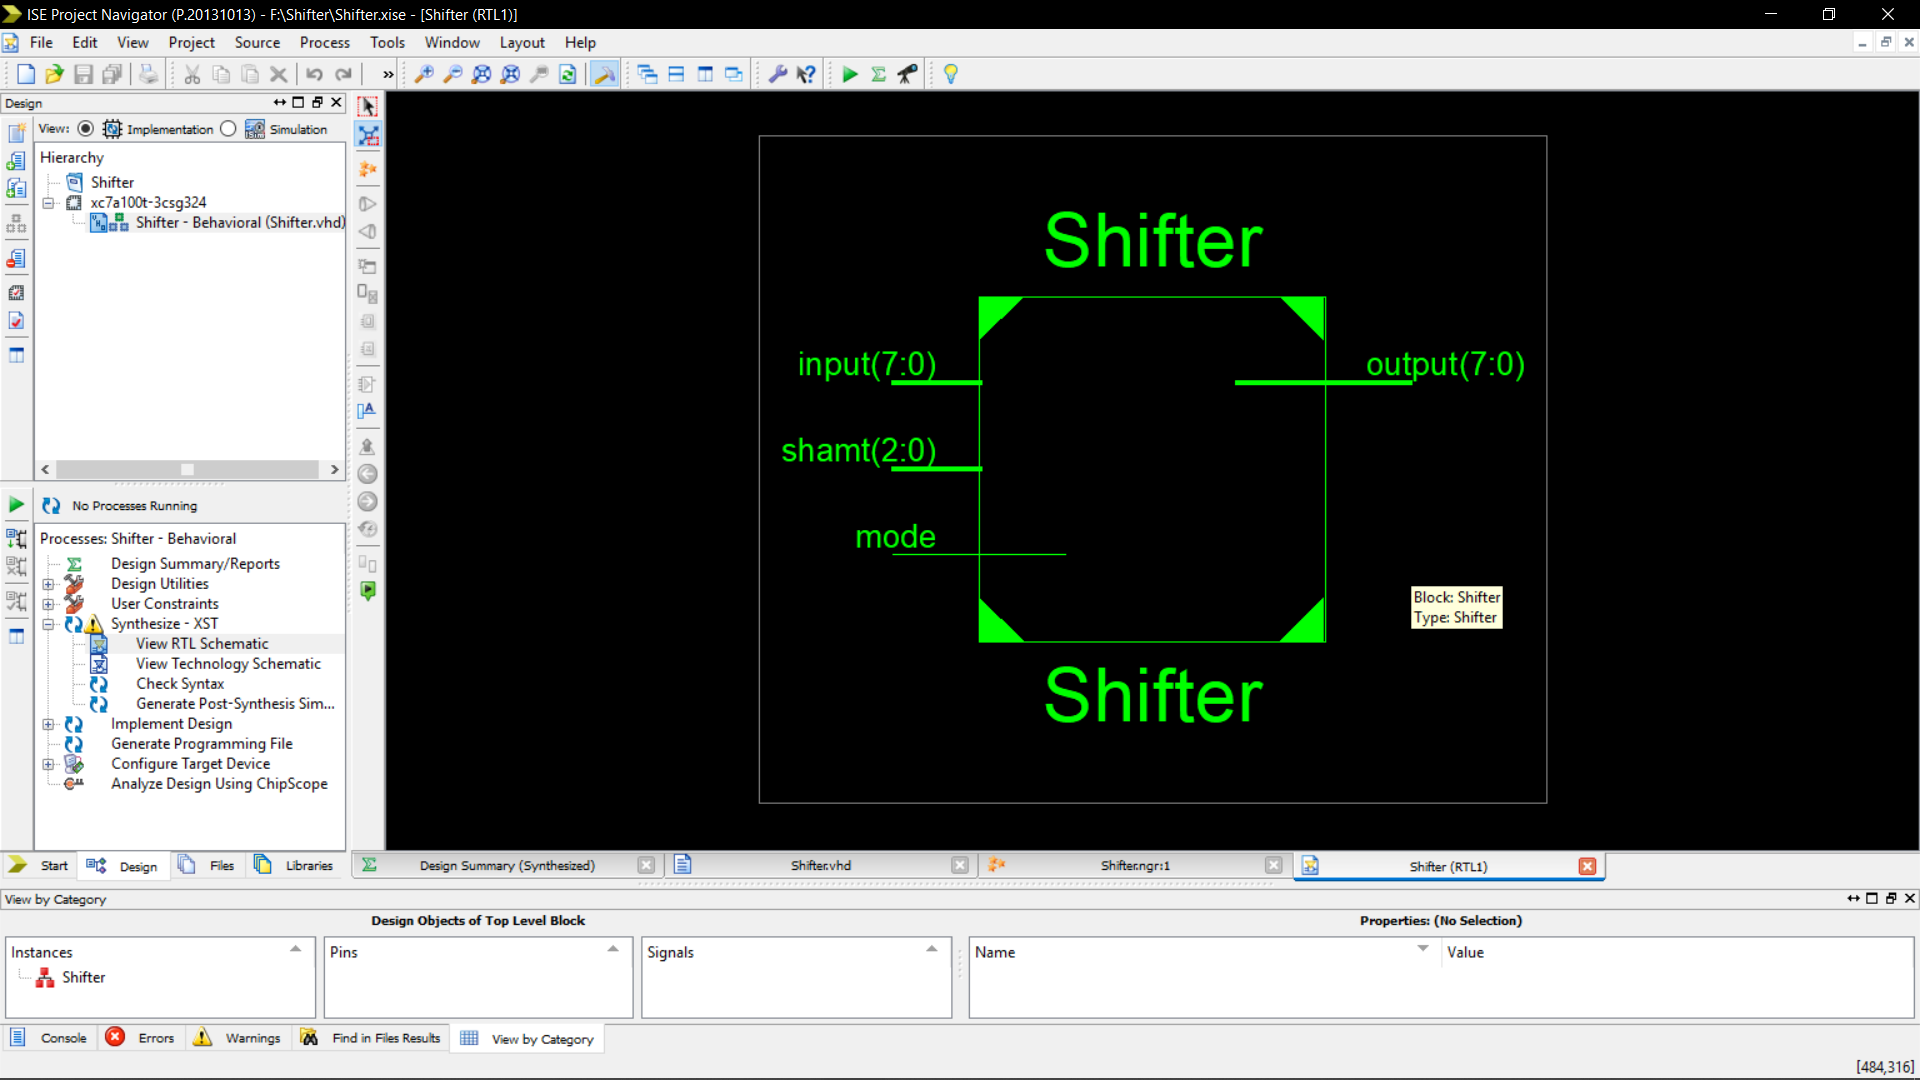 ISE Project Navigator (P.20131013) - F:\Shifter\Shifter.xise - [Shifter (RTL1)]
File Edit View Project Source Process Tools Window Layout Help
Design
View: Implementation Simulation
Hierarchy
Shifter
xc7a100t-3csg324
Shifter - Behavioral (Shifter.vhd)
No Processes Running
Processes: Shifter - Behavioral
Design Summary/Reports
Design Utilities
User Constraints
Synthesize - XST
View RTL Schematic
View Technology Schematic
Check Syntax
Generate Post-Synthesis Sim...
Implement Design
Generate Programming File
Configure Target Device
Analyze Design Using ChipScope
Start Design Files Libraries
Shifter
input(7:0)
output(7:0)
shamt(2:0)
mode
Block: Shifter
Type: Shifter
Shifter
Design Summary (Synthesized) Shifter.vhd Shifter.ngr:1 Shifter (RTL1)
View by Category
Design Objects of Top Level Block
Properties: (No Selection)
Instances Pins Signals Name Value
Shifter
Console Errors Warnings Find in Files Results View by Category
[484,316]